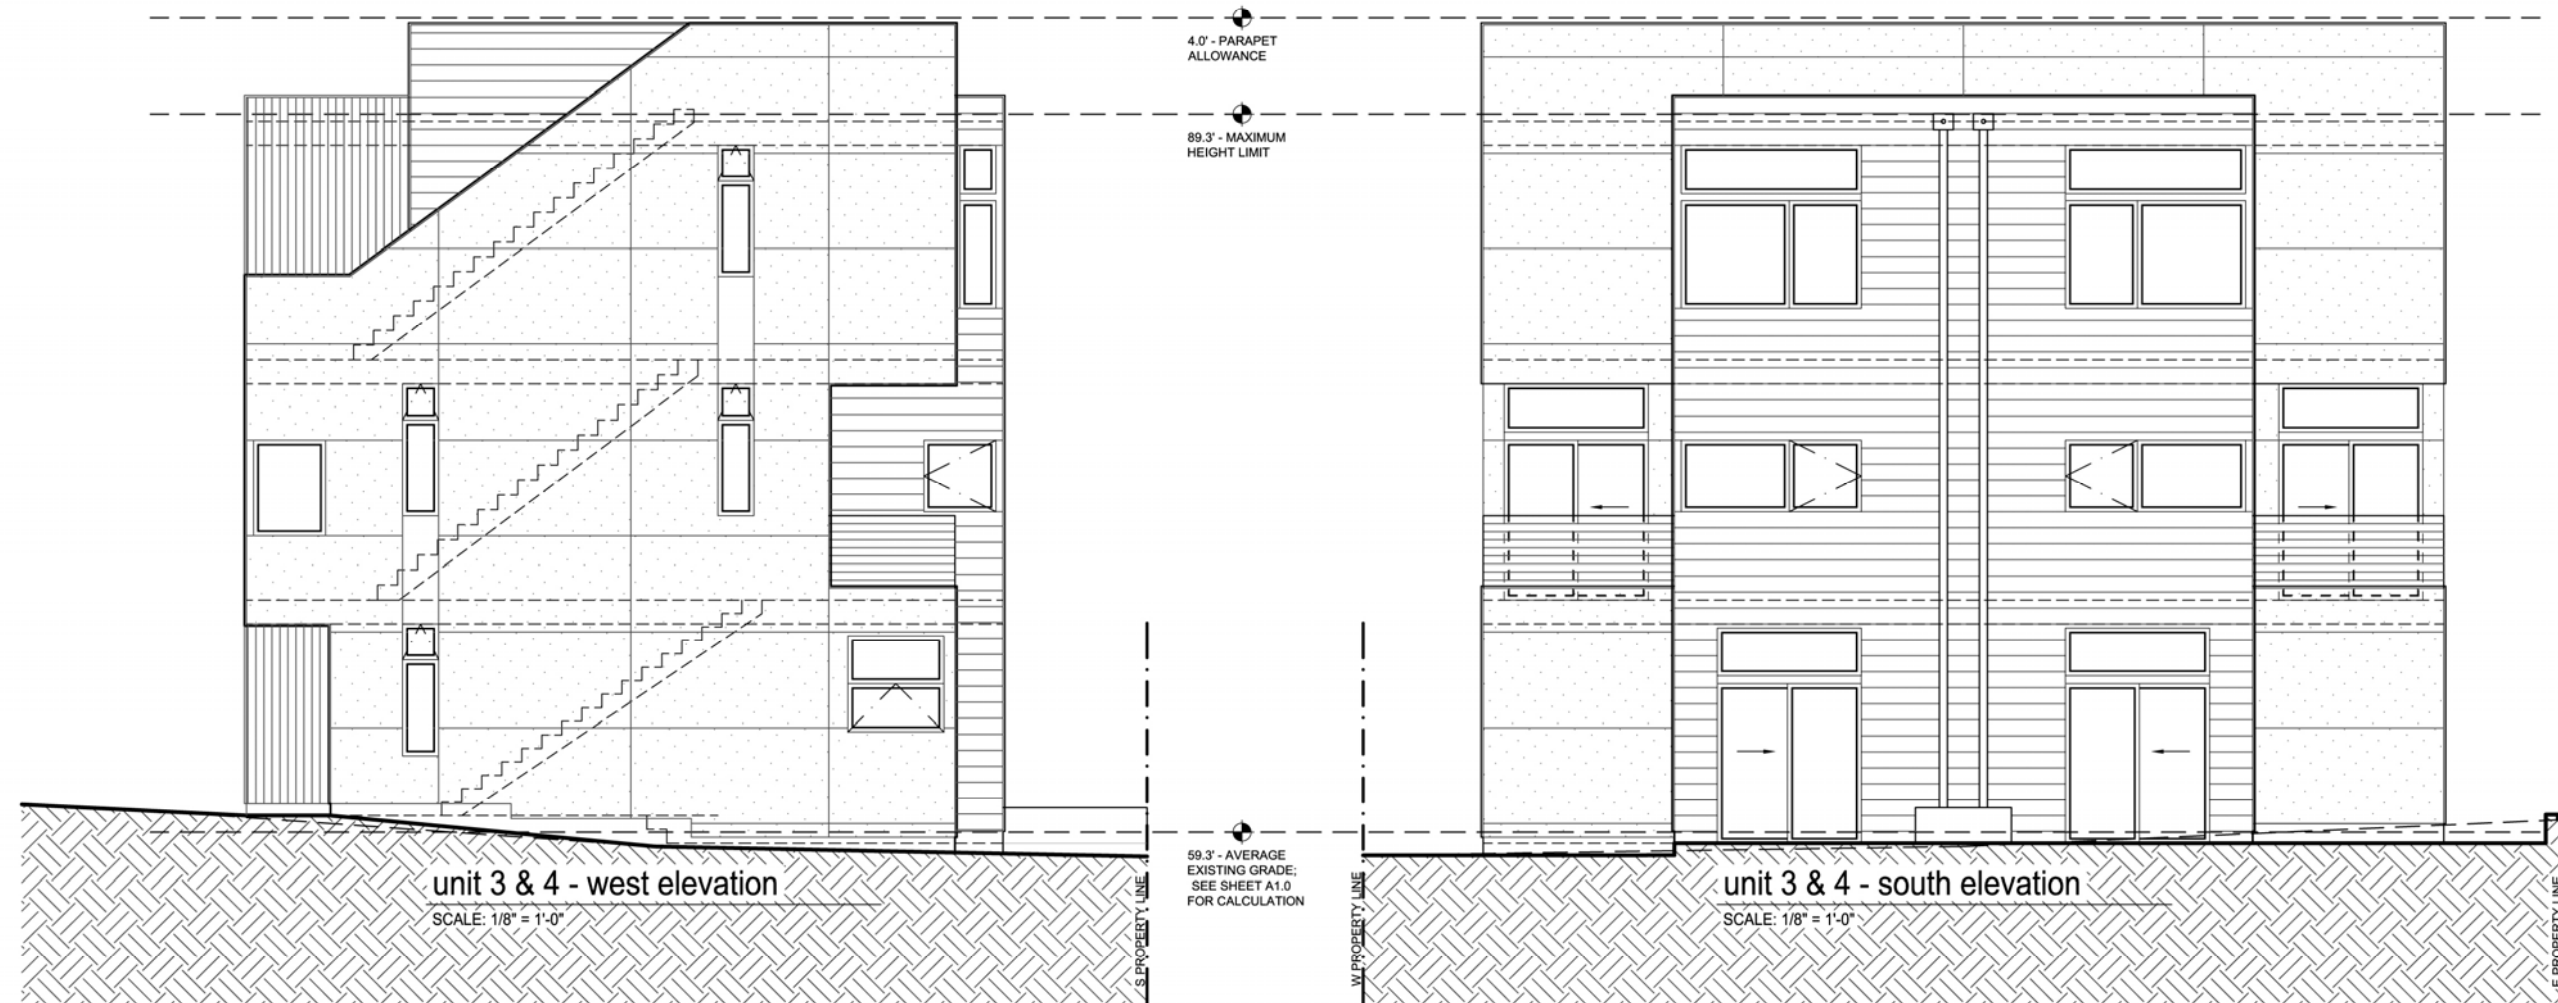 4.0' - PARAPET
ALLOWANCE
89.3' - MAXIMUM
HEIGHT LIMIT
59.3' - AVERAGE
EXISTING GRADE;
SEE SHEET A1.0
FOR CALCULATION
unit 3 & 4 - west elevation
SCALE: 1/8" = 1'-0"
S PROPERTY LINE
W PROPERTY LINE
unit 3 & 4 - south elevation
SCALE: 1/8" = 1'-0"
E PROPERTY LINE